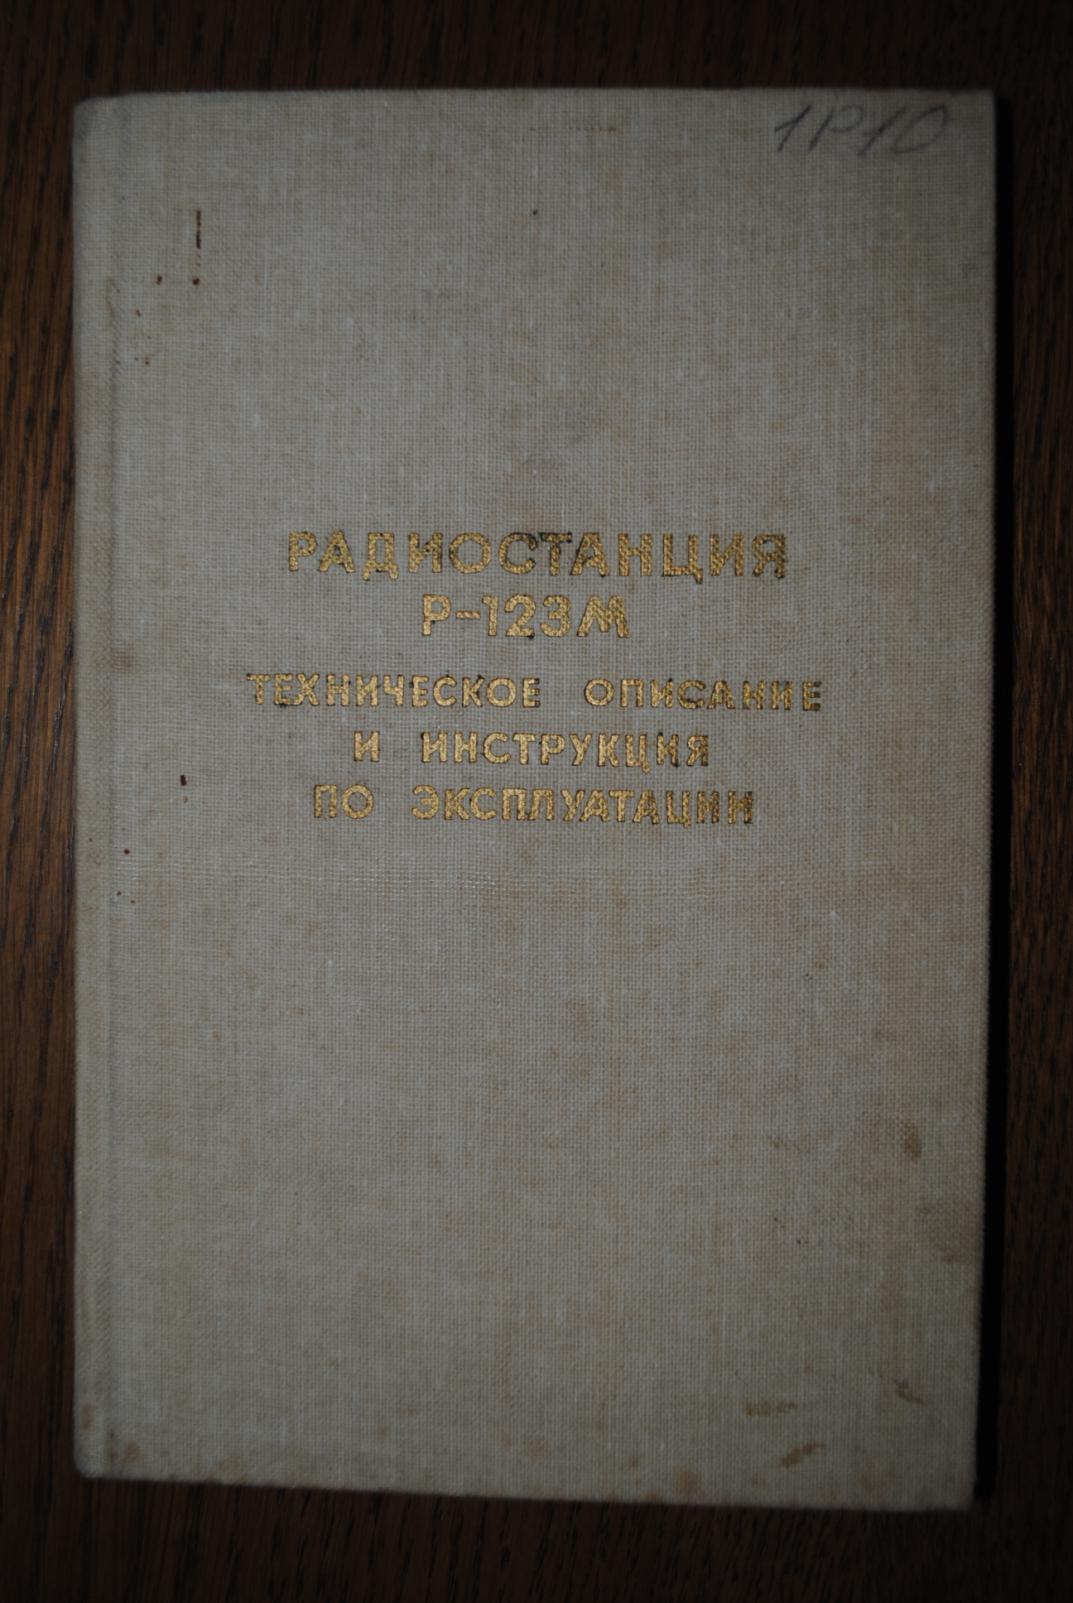 1Р10
РАДИОСТАНЦИЯ
Р-123М
ТЕХНИЧЕСКОЕ ОПИСАНИЕ
И ИНСТРУКЦИЯ
ПО ЭКСПЛУАТАЦИИ